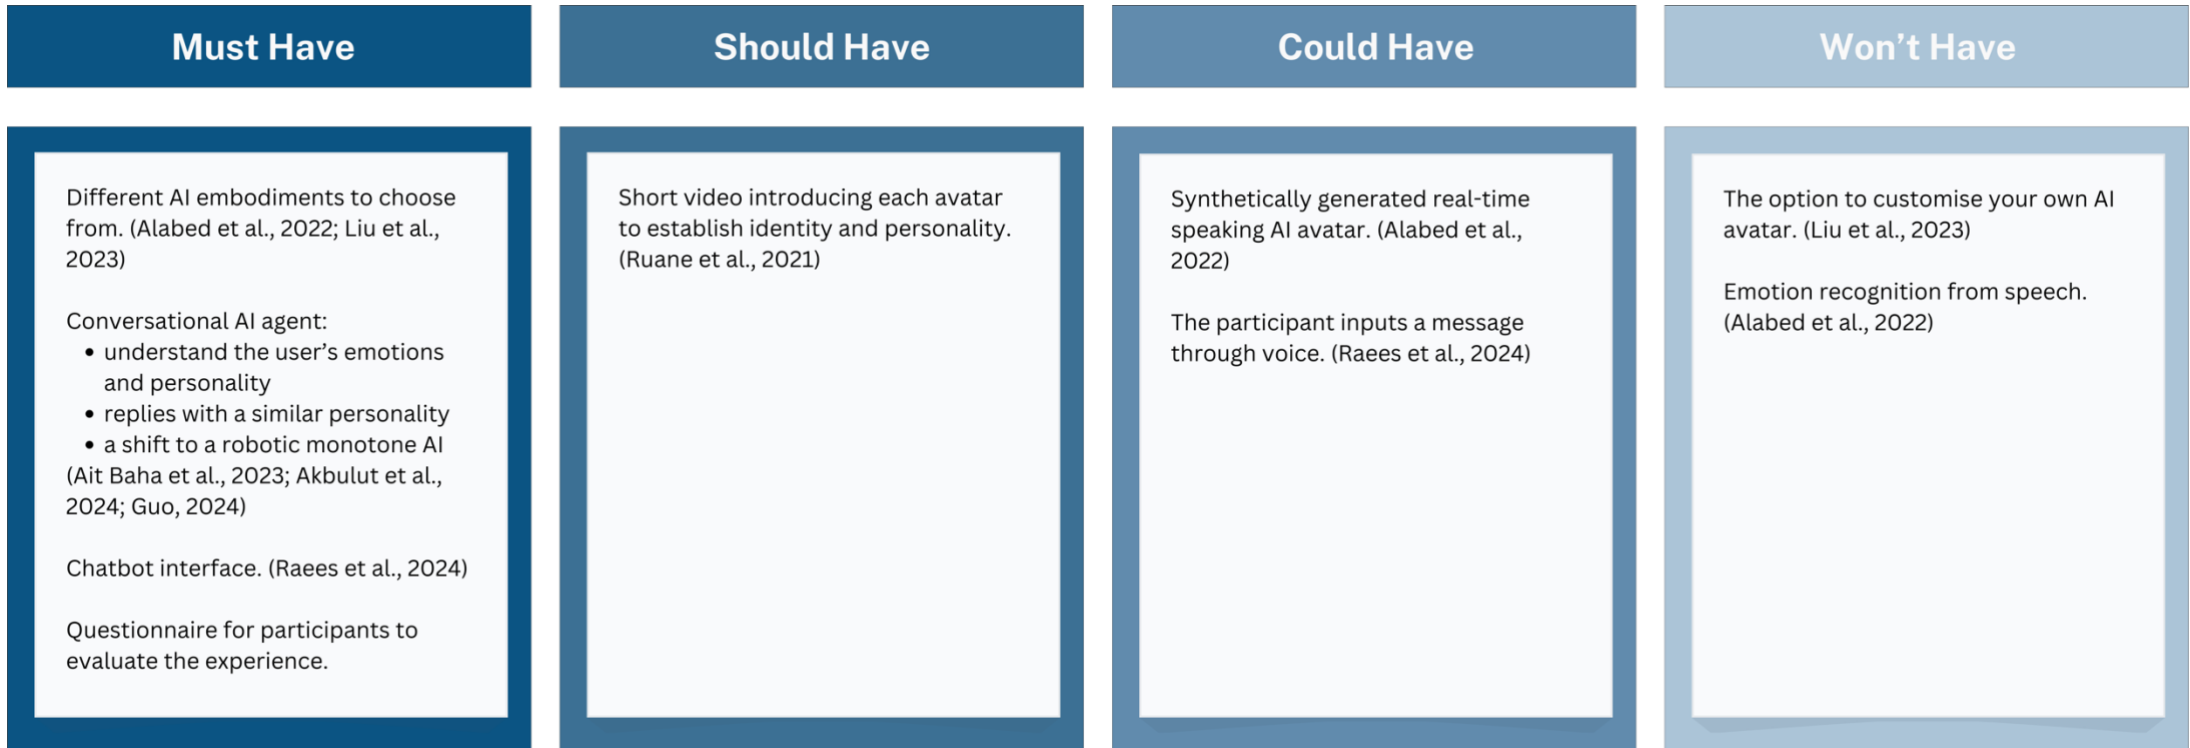 Must Have
Different AI embodiments to choose
from. (Alabed et al., 2022; Liu et al.,
2023)
Conversational AI agent:
• understand the user’s emotions
and personality
• replies with a similar personality
• a shift to a robotic monotone AI
(Ait Baha et al., 2023; Akbulut et al.,
2024; Guo, 2024)
Chatbot interface. (Raees et al., 2024)
Questionnaire for participants to
evaluate the experience.
Should Have
Short video introducing each avatar
to establish identity and personality.
(Ruane et al., 2021)
Could Have
Synthetically generated real-time
speaking AI avatar. (Alabed et al.,
2022)
The participant inputs a message
through voice. (Raees et al., 2024)
Won’t Have
The option to customise your own AI
avatar. (Liu et al., 2023)
Emotion recognition from speech.
(Alabed et al., 2022)